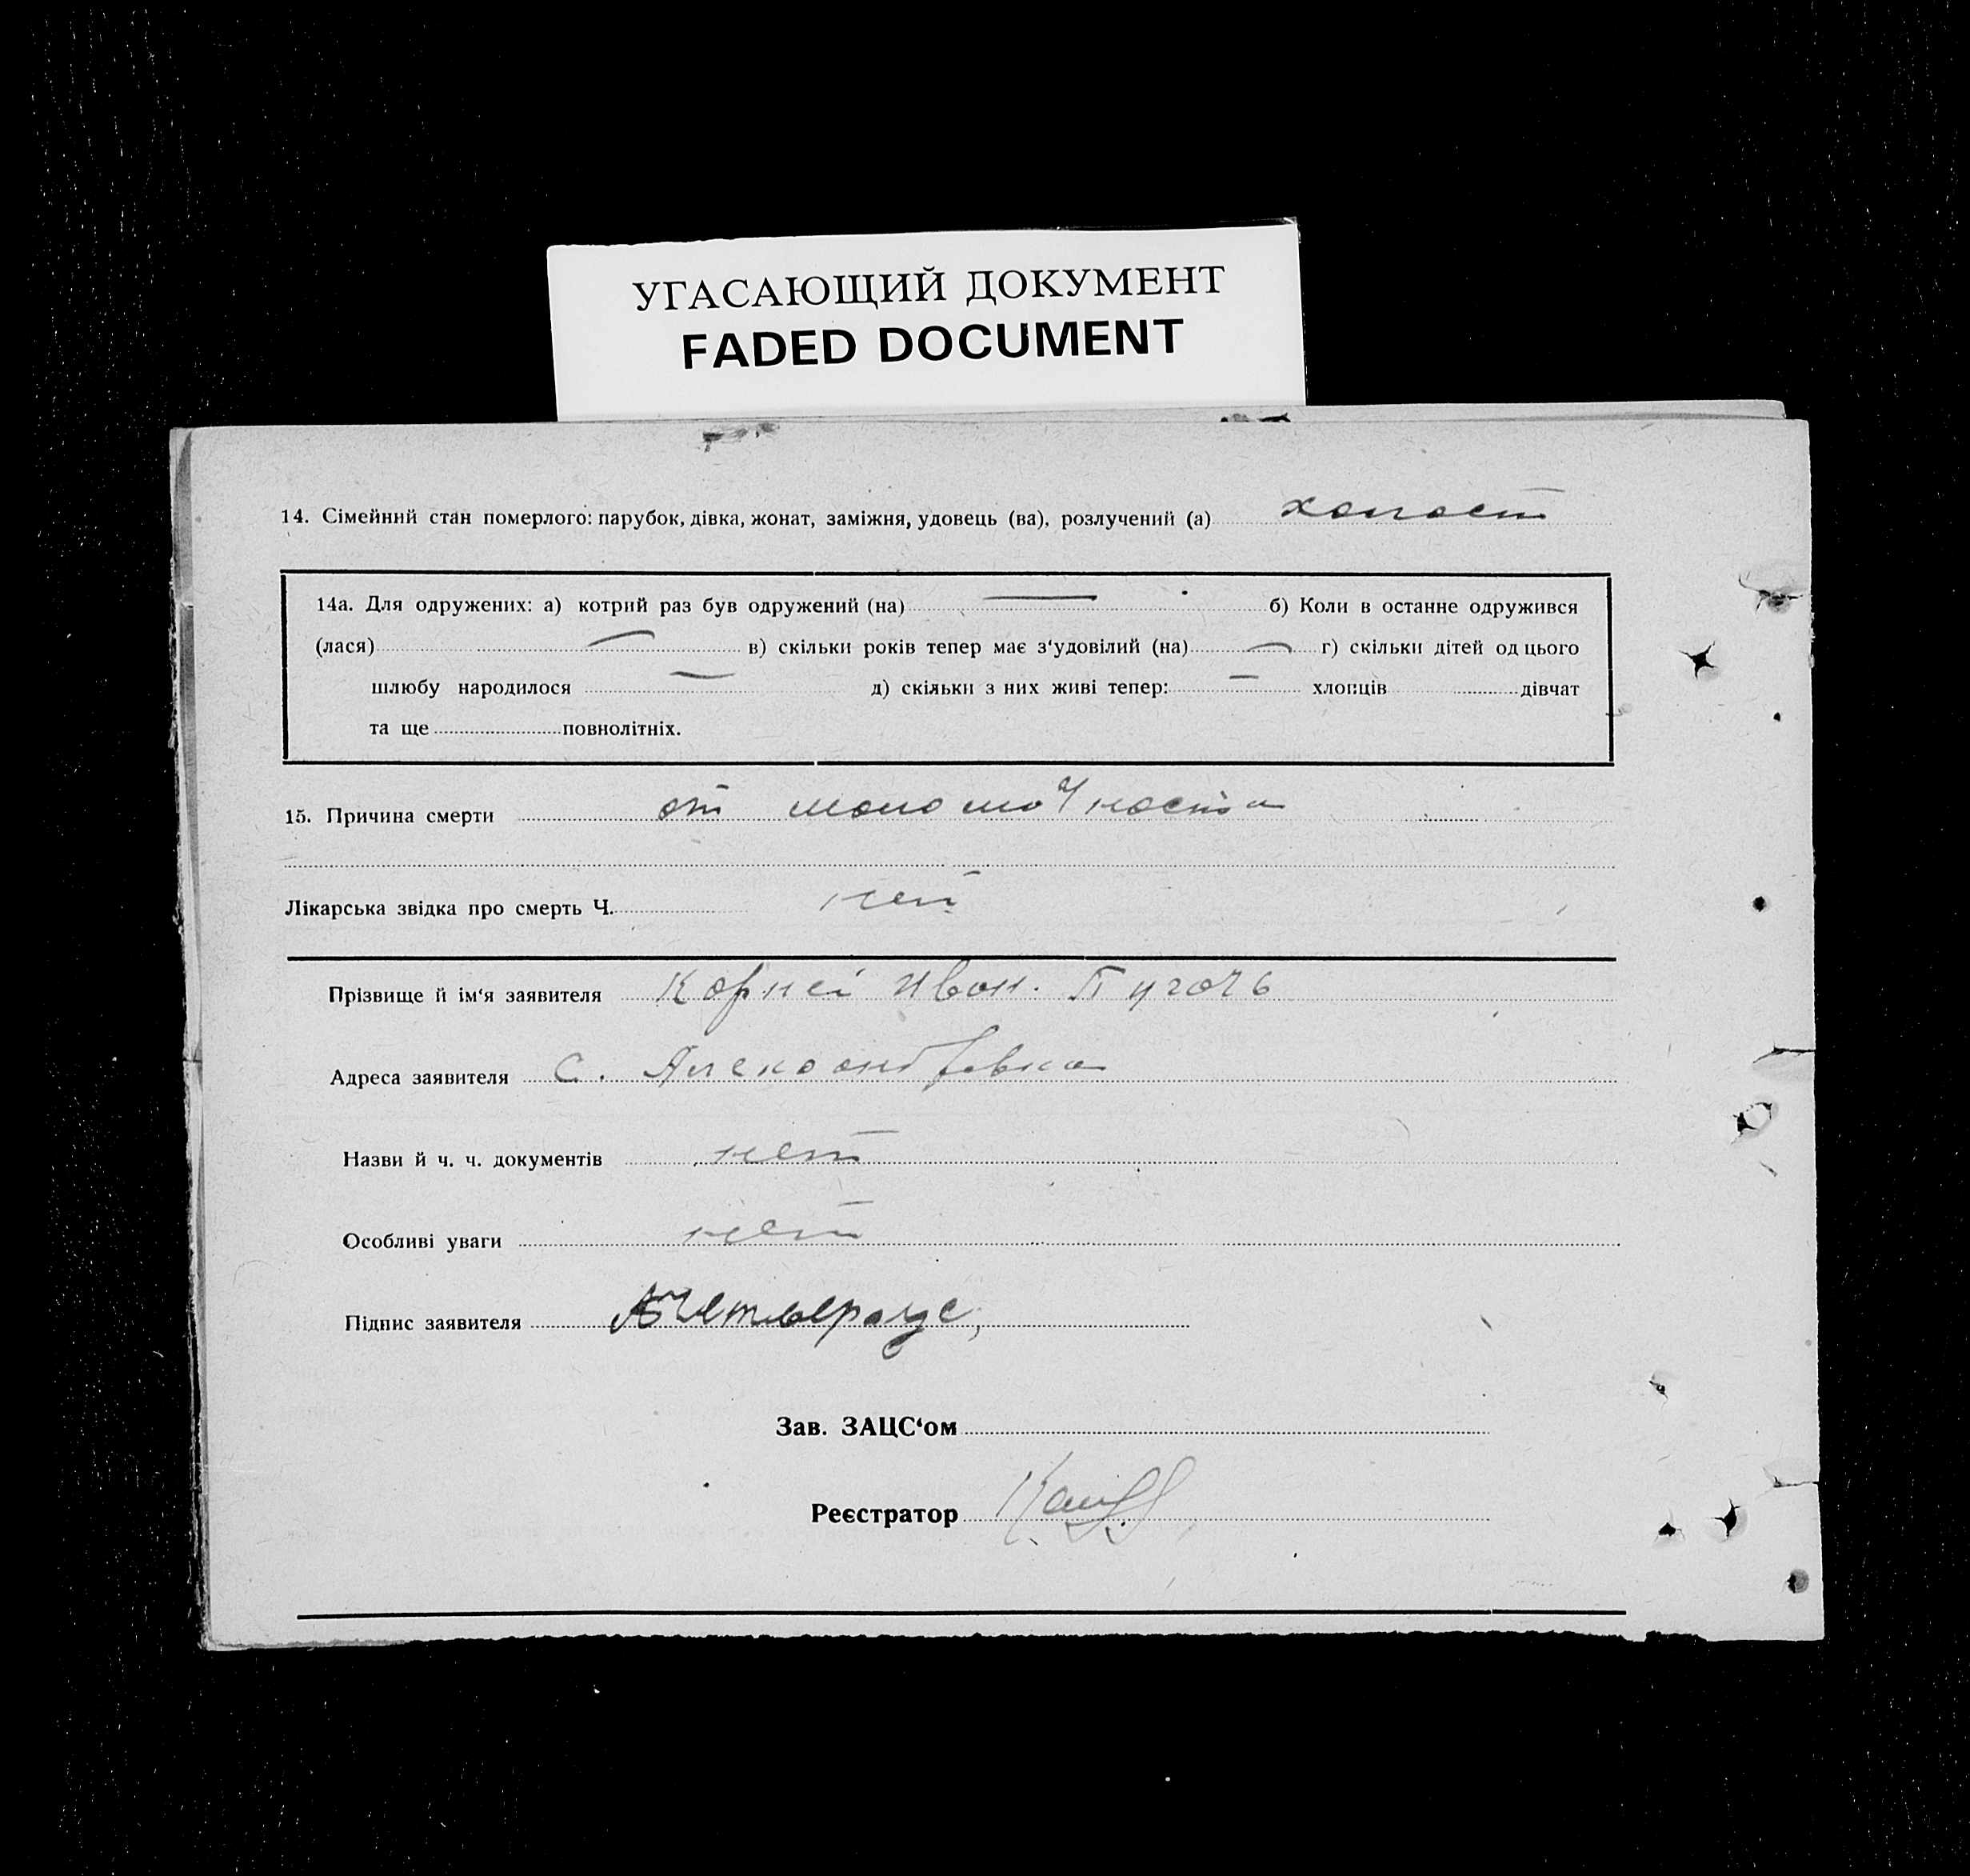 УГАСАЮЩИЙ ДОКУМЕНТ
FADED DOCUMENT
14. Сімейний стан померлого: парубок, дівка, жонат, заміжня, удовець (ва), розлучений (а) холост
14а. Для одружених: а) котрий раз був одружений (на) — б) Коли в останнє одружився
(лася) — в) скільки років тепер має з‘удовілий (на) — г) скільки дітей од цього
шлюбу народилося — д) скільки з них живі тепер: — хлопців дівчат
та ще повнолітніх.
15. Причина смерти от
Лікарська звідка про смерть Ч. нет
Прізвище й ім‘я заявителя Корнеі Иван. Пугачь
Адреса заявителя С. Александровка
Назви й ч. ч. документів нет
Особливі уваги нет
Підпис заявителя
Зав. ЗАЦС‘ом
Реєстратор